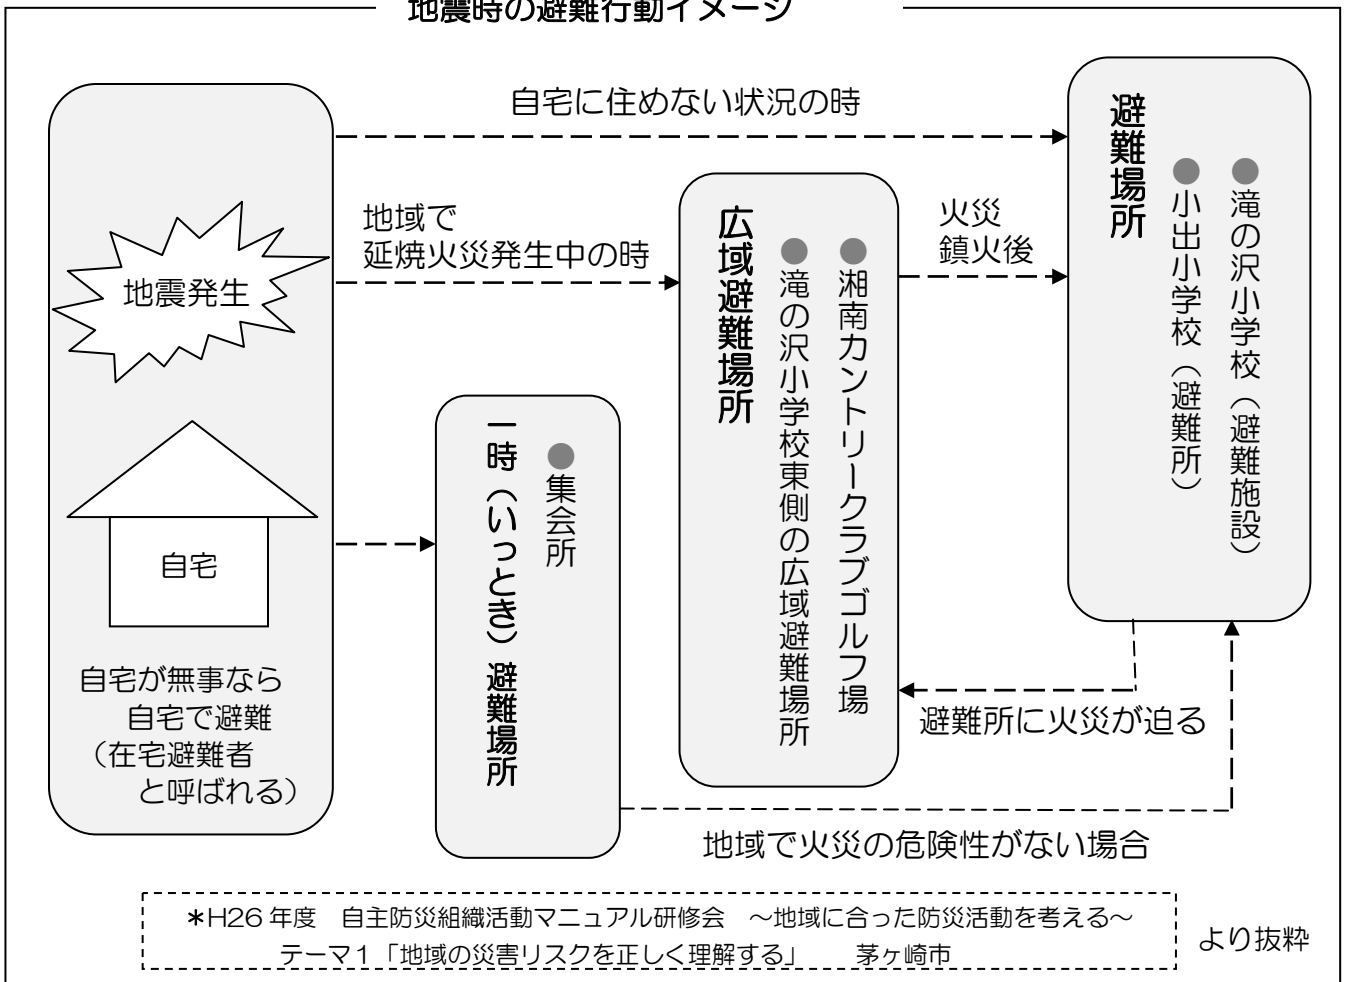 地震時の避難行動イメージ
自宅に住めない状況の時
地域で
延焼火災発生中の時
地震発生
自宅
自宅が無事なら
自宅で避難
（在宅避難者
と呼ばれる）
一時（いっとき）避難場所
●集会所
広域避難場所
●湘南カントリークラブゴルフ場
●滝の沢小学校東側の広域避難場所
火災
鎮火後
避難場所
●滝の沢小学校（避難施設）
●小出小学校（避難所）
避難所に火災が迫る
地域で火災の危険性がない場合
*H26年度　自主防災組織活動マニュアル研修会　～地域に合った防災活動を考える～
テーマ1「地域の災害リスクを正しく理解する」　　茅ヶ崎市
より抜粋